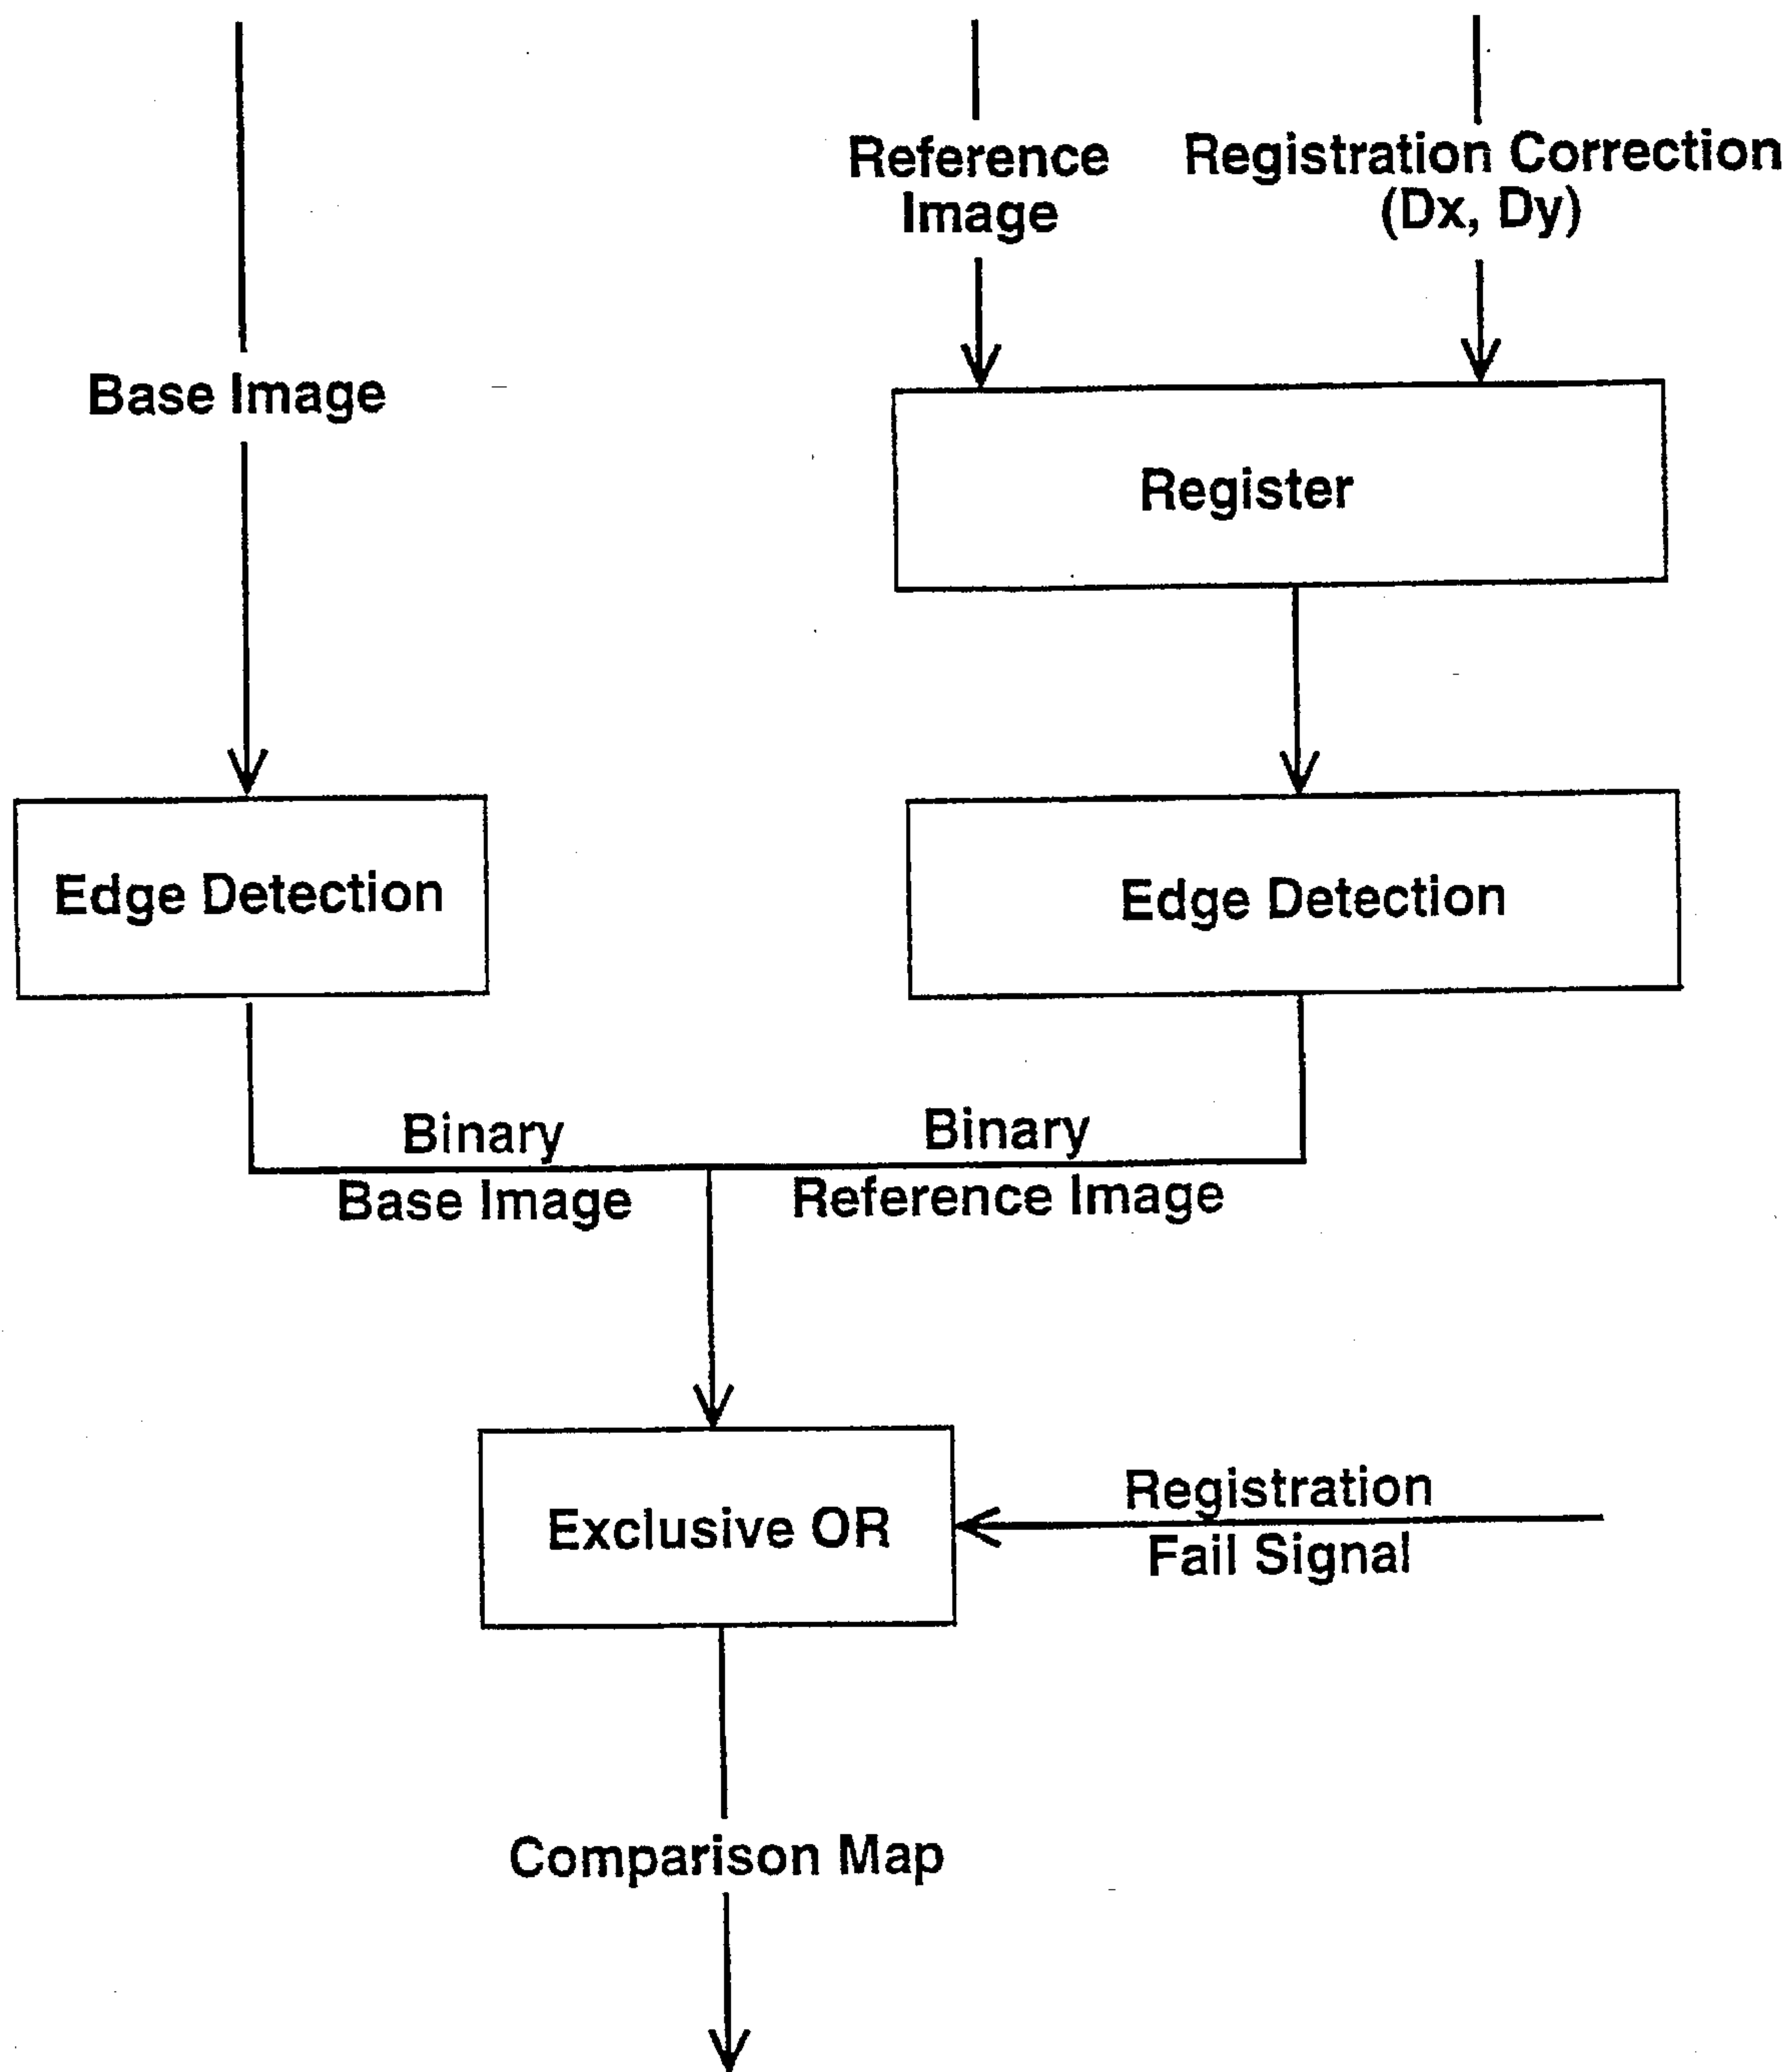 Reference
Image
Registration Correction
(Dx, Dy)
Base Image
Register
Edge Detection
Edge Detection
Binary
Base Image
Binary
Reference Image
Exclusive OR
Registration
Fail Signal
Comparison Map